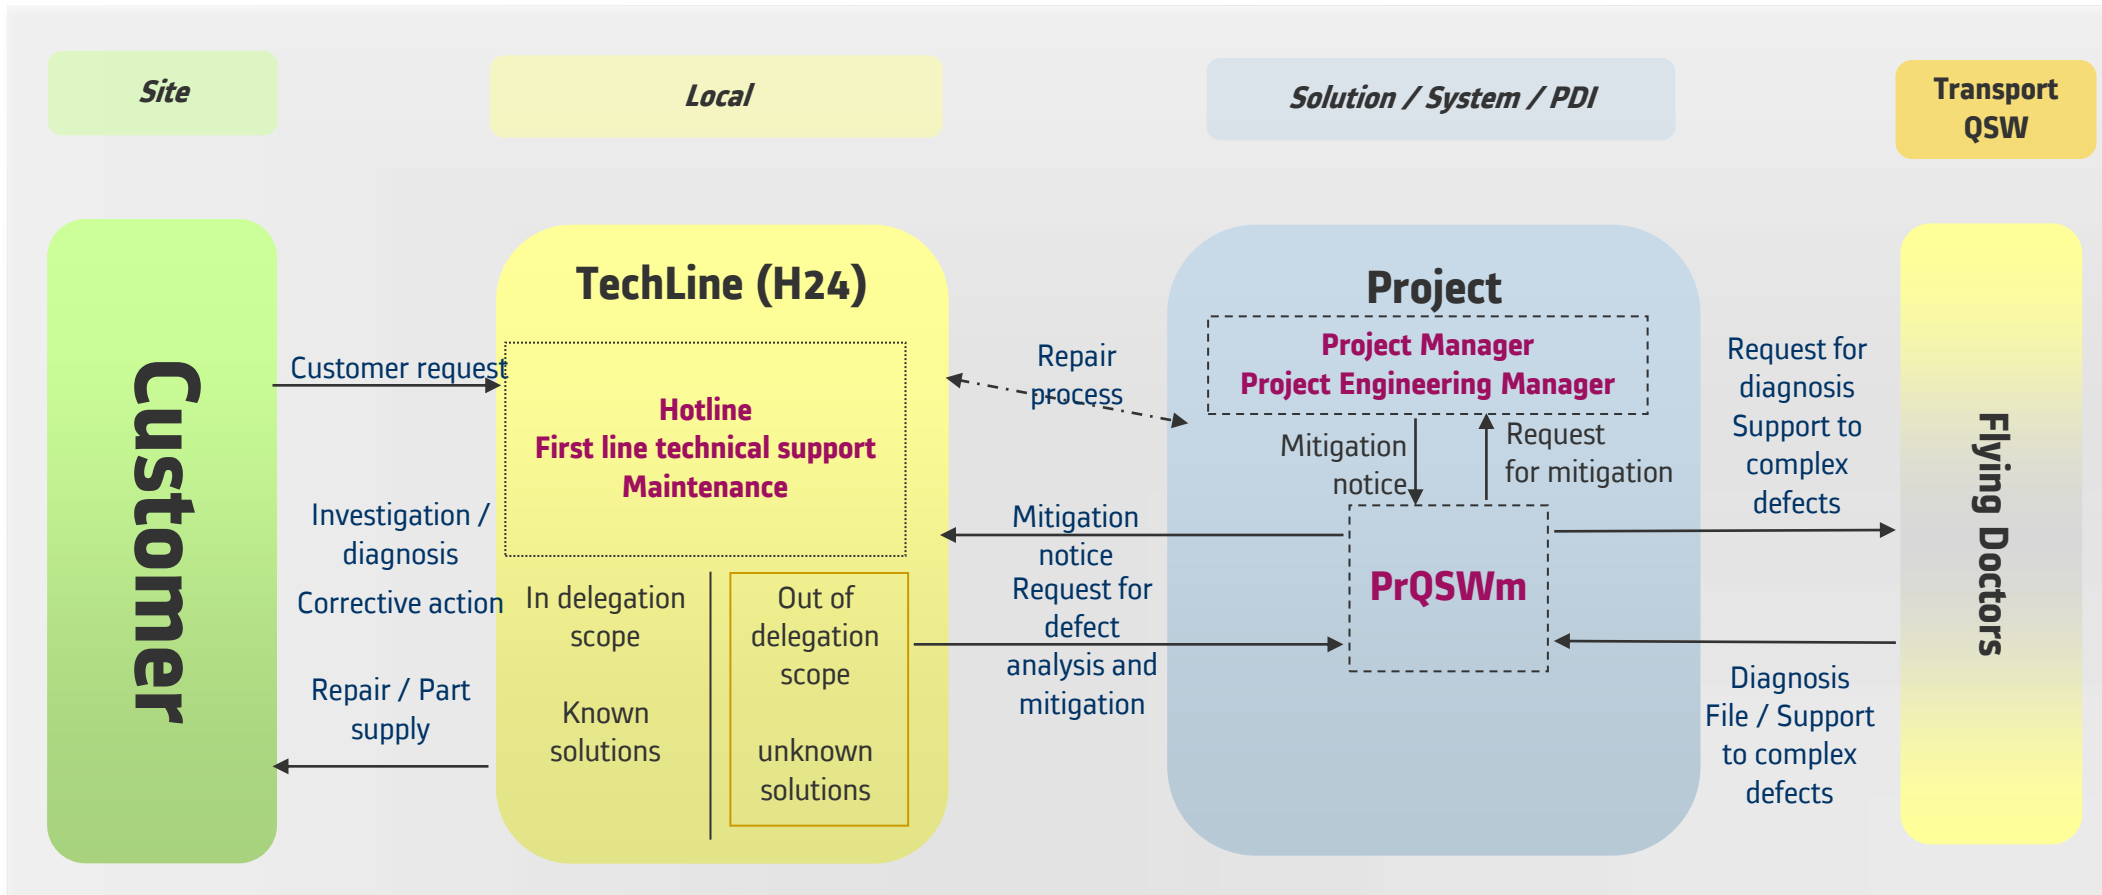 Site
Local
Solution / System / PDI
Transport
QSW
Customer
Customer request
Investigation /
diagnosis
Corrective action
Repair / Part
supply
TechLine (H24)
Hotline
First line technical support
Maintenance
In delegation
scope
Known
solutions
Out of
delegation
scope
unknown
solutions
Repair
process
Mitigation
notice
Request for
defect
analysis and
mitigation
Project
Project Manager
Project Engineering Manager
Mitigation
notice
Request
for mitigation
PrQSWm
Request for
diagnosis
Support to
complex
defects
Diagnosis
File / Support
to complex
defects
Flying Doctors